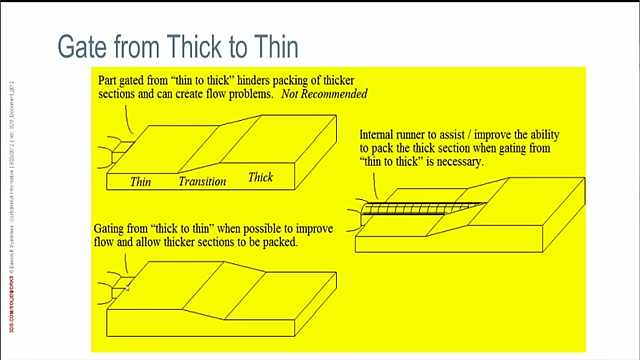 Gate from Thick to Thin
Part gated from “thin to thick” hinders packing of thicker
sections and can create flow problems. Not Recommended
Thin
Transition
Thick
Internal runner to assist / improve the ability
to pack the thick section when gating from
“thin to thick” is necessary.
Gating from “thick to thin” when possible to improve
flow and allow thicker sections to be packed.